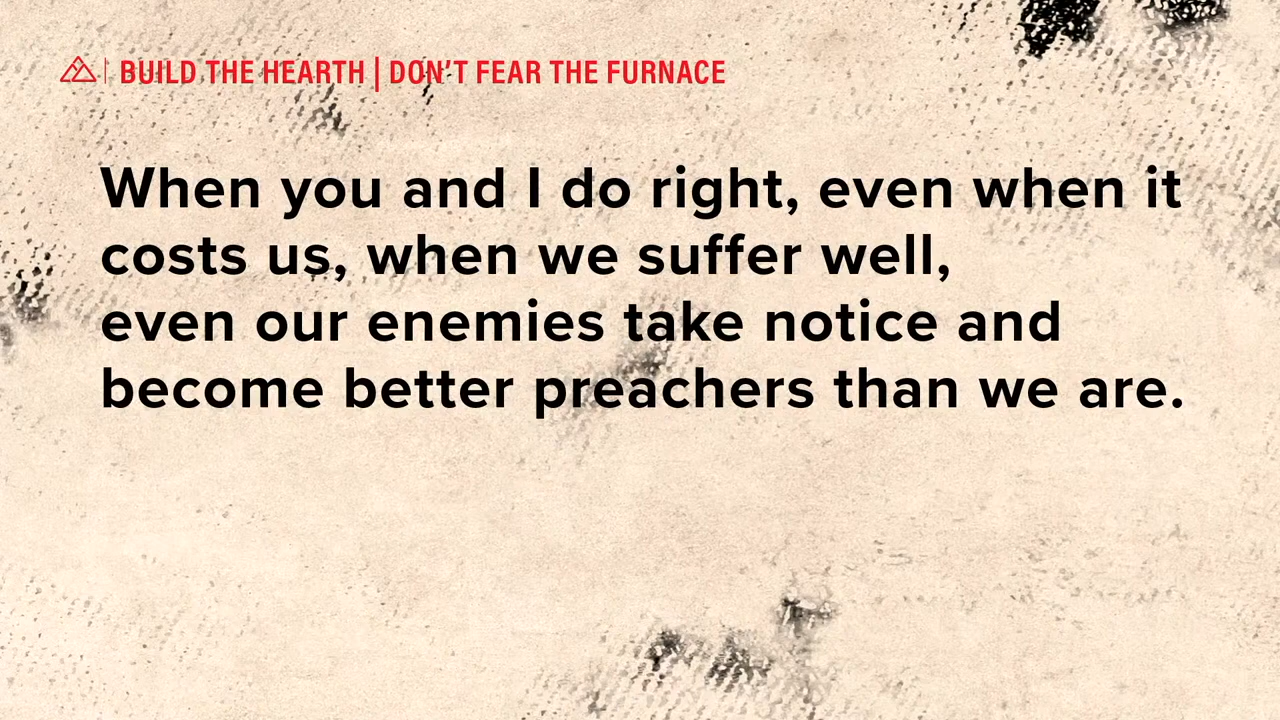 BUILD THE HEARTH | DON'T FEAR THE FURNACE
When you and I do right, even when it
costs us, when we suffer well,
even our enemies take notice and
become better preachers than we are.